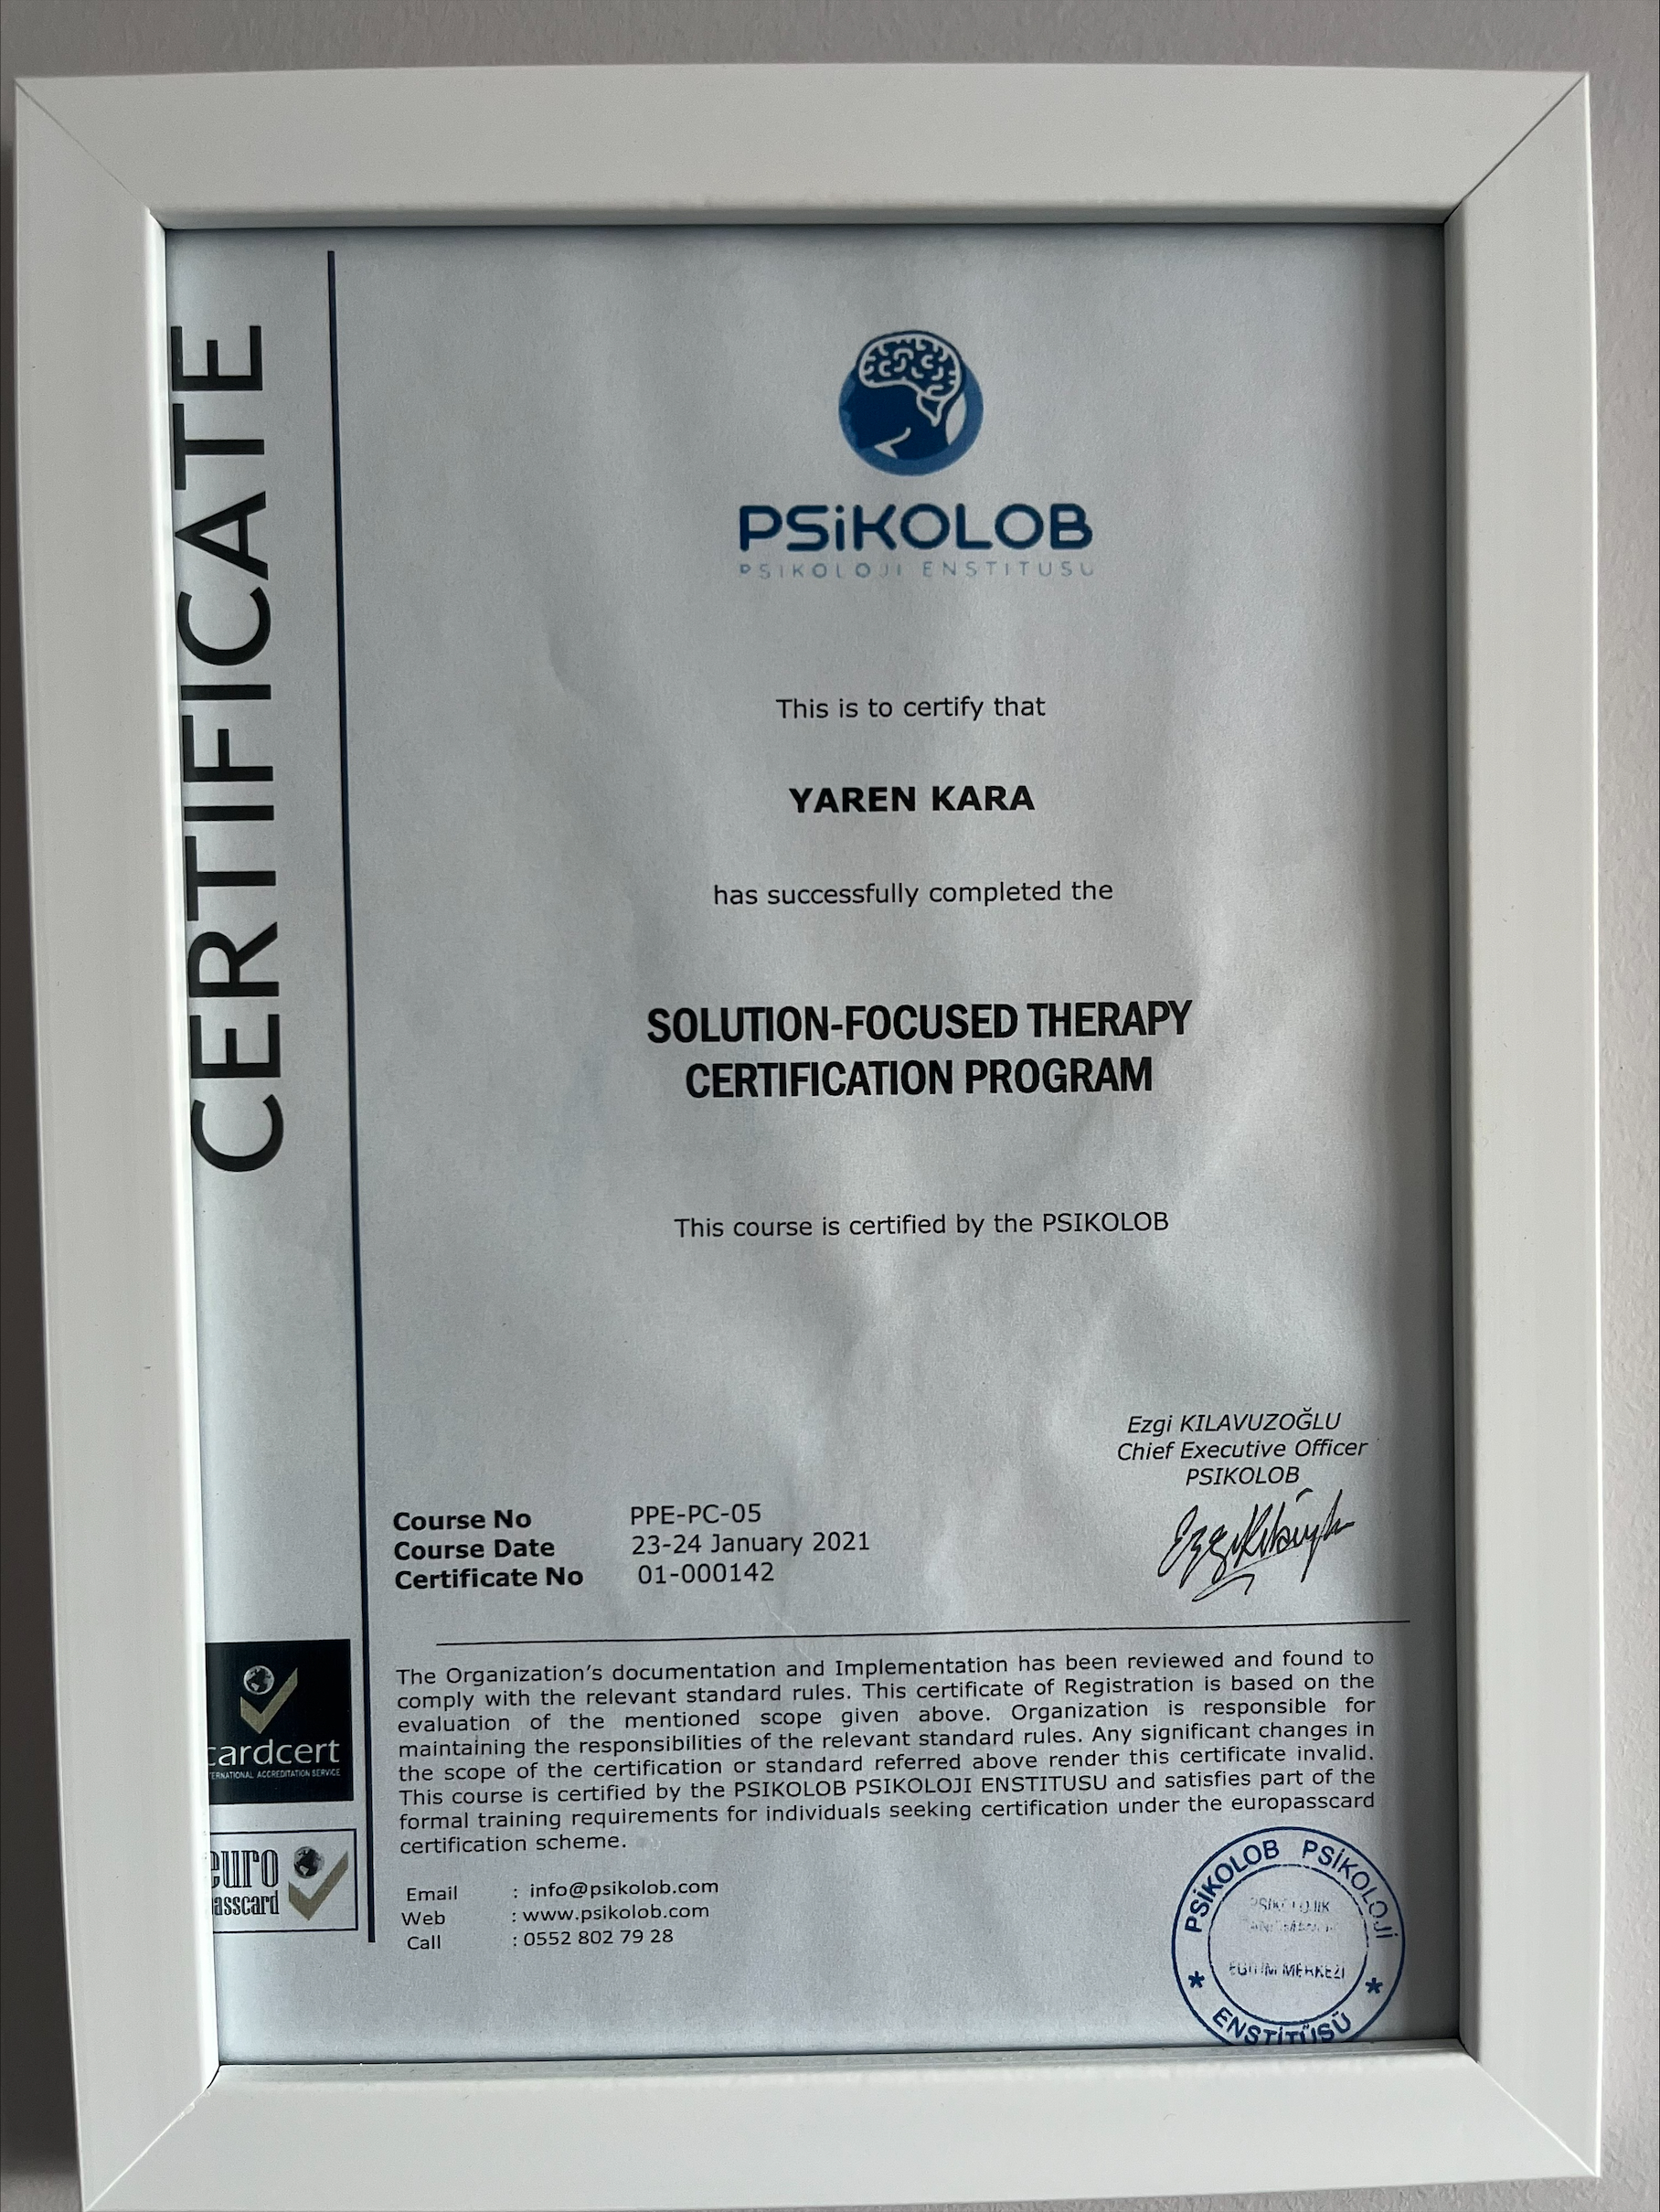 CERTIFICATE
PSiKOLOB
PSIKOLOJI ENSTITUSU
This is to certify that
YAREN KARA
has successfully completed the
SOLUTION-FOCUSED THERAPY
CERTIFICATION PROGRAM
This course is certified by the PSIKOLOB
Ezgi KILAVUZOĞLU
Chief Executive Officer
PSIKOLOB
Course No PPE-PC-05
Course Date 23-24 January 2021
Certificate No 01-000142
The Organization's documentation and Implementation has been reviewed and found to
comply with the relevant standard rules. This certificate of Registration is based on the
evaluation of the mentioned scope given above. Organization is responsible for
maintaining the responsibilities of the relevant standard rules. Any significant changes in
the scope of the certification or standard referred above render this certificate invalid.
This course is certified by the PSIKOLOB PSIKOLOJI ENSTITUSU and satisfies part of the
formal training requirements for individuals seeking certification under the europasscard
certification scheme.
Email : info@psikolob.com
Web : www.psikolob.com
Call : 0552 802 79 28
cardcert
ERNATIONAL ACCREDITATION SERVICE
euro
asscard
PSİKOLOB PSİKOLOJİ
EĞİTİM MERKEZİ
ENSTİTÜSÜ